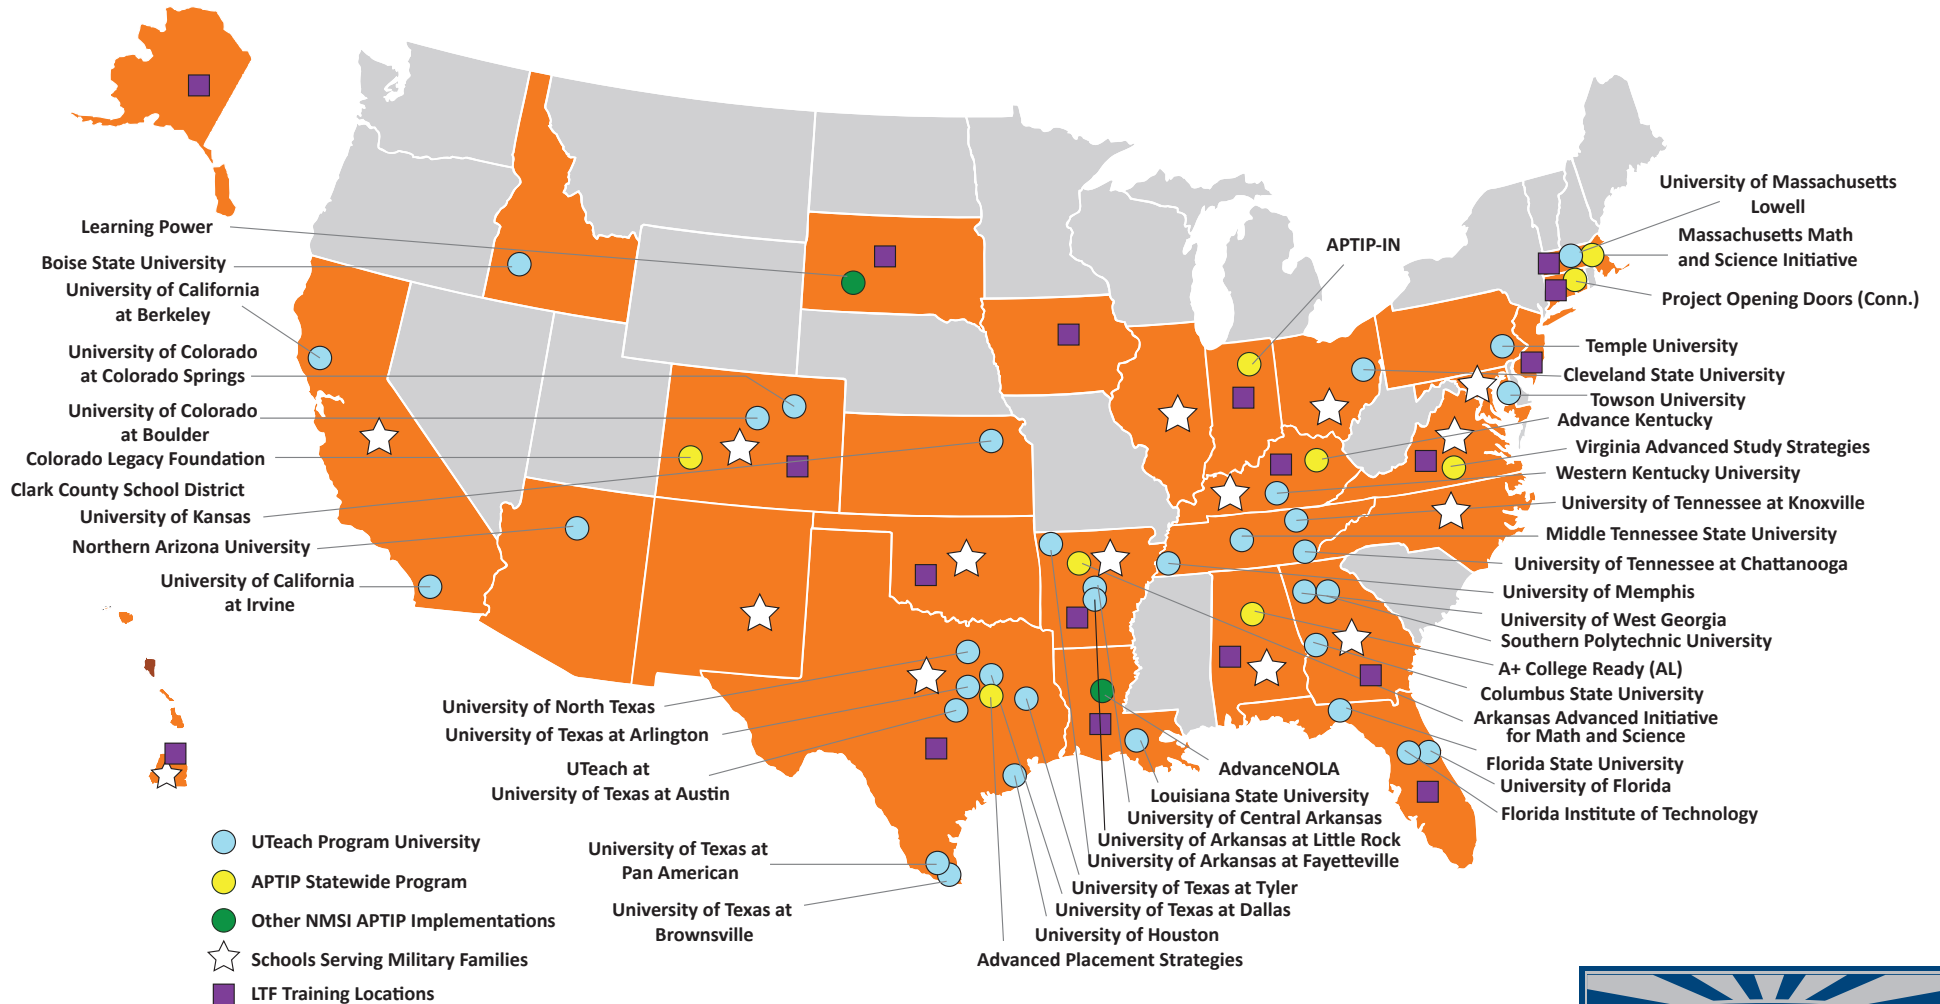 Learning Power
Boise State University
University of California
at Berkeley
University of Colorado
at Colorado Springs
University of Colorado
at Boulder
Colorado Legacy Foundation
Clark County School District
University of Kansas
Northern Arizona University
University of California
at Irvine
University of North Texas
University of Texas at Arlington
UTeach at
University of Texas at Austin
University of Texas at
Pan American
University of Texas at
Brownsville
APTIP-IN
University of Massachusetts
Lowell
Massachusetts Math
and Science Initiative
Project Opening Doors (Conn.)
Temple University
Cleveland State University
Towson University
Advance Kentucky
Virginia Advanced Study Strategies
Western Kentucky University
University of Tennessee at Knoxville
Middle Tennessee State University
University of Tennessee at Chattanooga
University of Memphis
University of West Georgia
Southern Polytechnic University
A+ College Ready (AL)
Columbus State University
Arkansas Advanced Initiative
for Math and Science
Florida State University
University of Florida
Florida Institute of Technology
AdvanceNOLA
Louisiana State University
University of Central Arkansas
University of Arkansas at Little Rock
University of Arkansas at Fayetteville
University of Texas at Tyler
University of Texas at Dallas
University of Houston
Advanced Placement Strategies
UTeach Program University
APTIP Statewide Program
Other NMSI APTIP Implementations
Schools Serving Military Families
LTF Training Locations